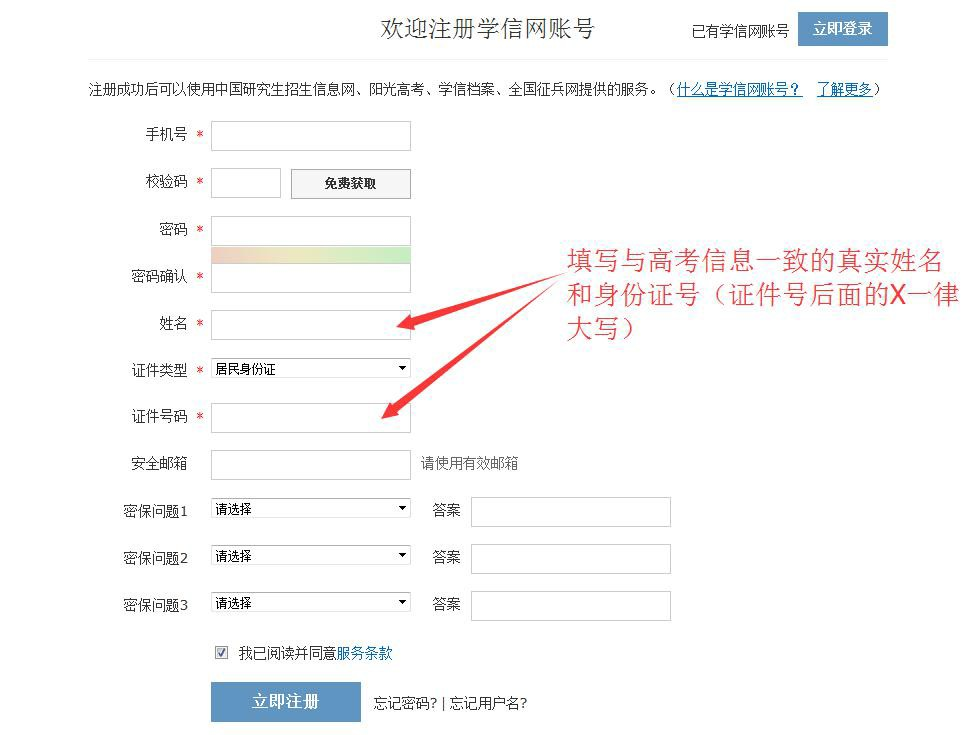 欢迎注册学信网账号
已有学信网账号 立即登录
注册成功后可以使用中国研究生招生信息网、阳光高考、学信档案、全国征兵网提供的服务。（什么是学信网账号？ 了解更多）
手机号 *
校验码 * 免费获取
密码 *
密码确认 *
填写与高考信息一致的真实姓名
和身份证号（证件号后面的X一律
大写）
姓名 *
证件类型 * 居民身份证
证件号码 *
安全邮箱 请使用有效邮箱
密保问题1 请选择 答案
密保问题2 请选择 答案
密保问题3 请选择 答案
我已阅读并同意服务条款
立即注册 忘记密码? | 忘记用户名?